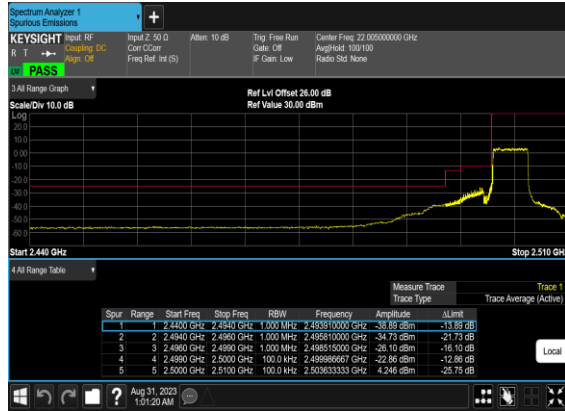 Spectrum Analyzer 1
Spurious Emissions
+
KEYSIGHT
R T
Input: RF
Coupling: DC
Align: Off
Input Z: 50 Ω
Corr CCorr
Freq Ref: Int (S)
Atten: 10 dB
Trig: Free Run
Gate: Off
IF Gain: Low
Center Freq: 22.005000000 GHz
Avg|Hold: 100/100
Radio Std: None
PASS
3 All Range Graph
Scale/Div 10.0 dB
Ref Lvl Offset 26.00 dB
Ref Value 30.00 dBm
Log
20.0
10.0
0.00
-10.0
-20.0
-30.0
-40.0
-50.0
-60.0
Start 2.440 GHz
Stop 2.510 GHz
4 All Range Table
Measure Trace Trace 1
Trace Type Trace Average (Active)
Spur Range Start Freq Stop Freq RBW Frequency Amplitude ΔLimit
1 1 2.4400 GHz 2.4940 GHz 1.000 MHz 2.493910000 GHz -38.89 dBm -13.89 dB
2 2 2.4940 GHz 2.4960 GHz 1.000 MHz 2.495810000 GHz -34.73 dBm -21.73 dB
3 3 2.4960 GHz 2.4990 GHz 1.000 MHz 2.498515000 GHz -26.10 dBm -16.10 dB
4 4 2.4990 GHz 2.5000 GHz 100.0 kHz 2.499986667 GHz -22.86 dBm -12.86 dB
5 5 2.5000 GHz 2.5100 GHz 100.0 kHz 2.503633333 GHz 4.246 dBm -25.75 dB
Local
?
Aug 31, 2023
1:01:20 AM